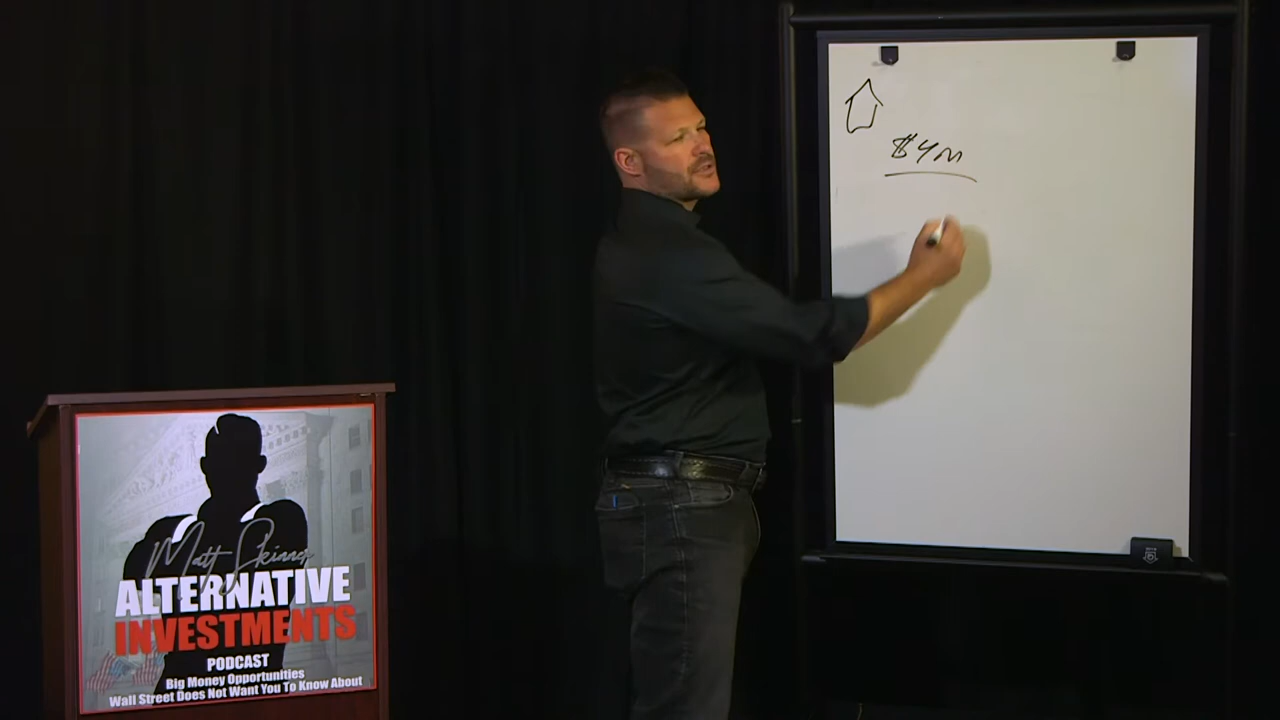 $4m
Matt Skinner
ALTERNATIVE
INVESTMENTS
PODCAST
Big Money Opportunities
Wall Street Does Not Want You To Know About